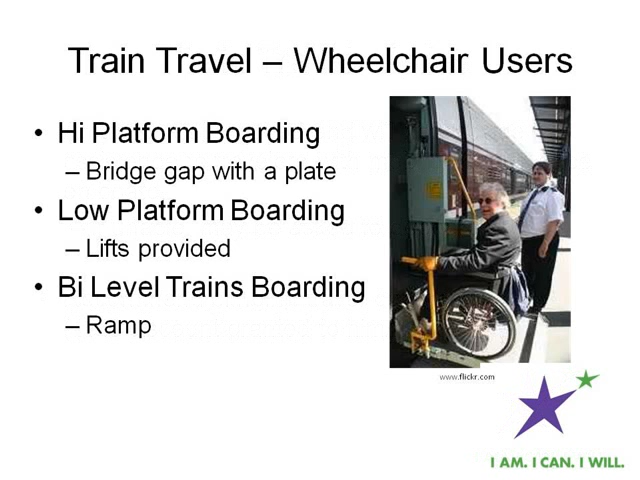 Train Travel – Wheelchair Users
• Hi Platform Boarding
– Bridge gap with a plate
• Low Platform Boarding
– Lifts provided
• Bi Level Trains Boarding
– Ramp
www.flickr.com
I AM. I CAN. I WILL.